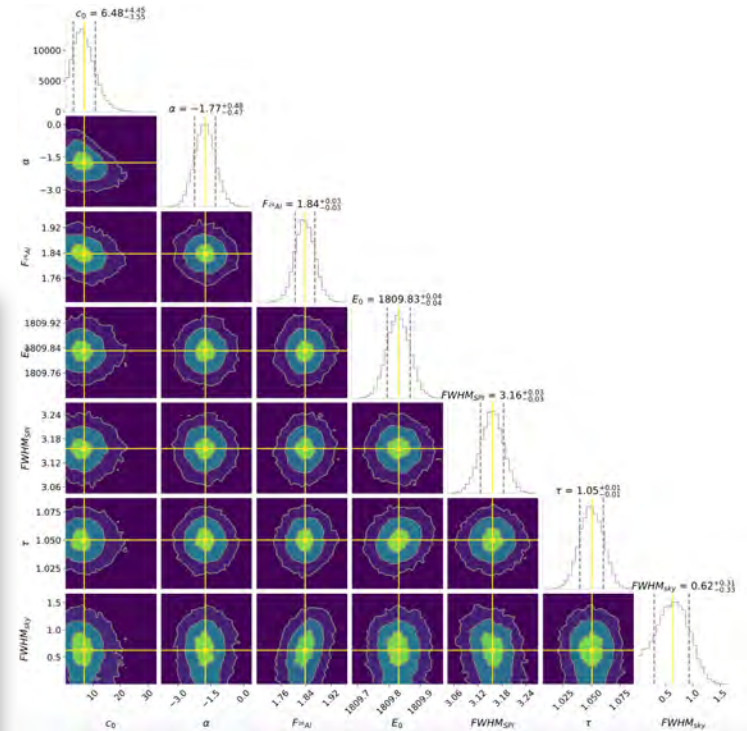 c₀ = 6.48 +4.45 −3.55
10000
5000
0
α = −1.77 +0.48 −0.47
0.0
−1.5
−3.0
α
F²⁶Al = 1.84 +0.03 −0.03
1.92
1.84
1.76
F²⁶Al
E₀ = 1809.83 +0.04 −0.04
1809.92
1809.84
1809.76
E₀
FWHM_SPI = 3.16 +0.03 −0.03
3.24
3.18
3.12
3.06
FWHM_SPI
τ = 1.05 +0.01 −0.01
1.075
1.050
1.025
τ
FWHM_sky = 0.62 +0.31 −0.33
1.5
1.0
0.5
FWHM_sky
10 20 30 −3.0 −1.5 0.0 1.76 1.84 1.92 1809.7 1809.8 1809.9 3.06 3.12 3.18 3.24 1.025 1.050 1.075 0.5 1.0 1.5
c₀ α F²⁶Al E₀ FWHM_SPI τ FWHM_sky